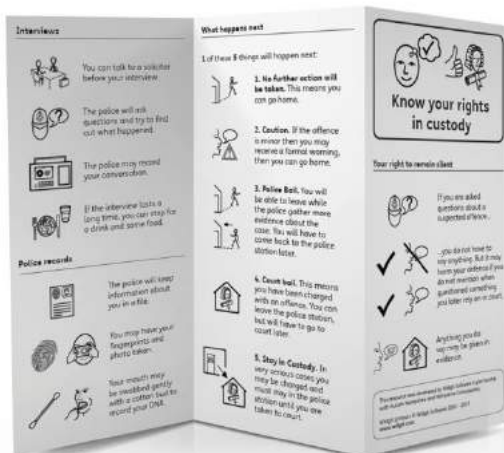 Interviews
You can talk to a solicitor
before your interview.
The police will ask
questions and try to find
out what happened.
The police may record
your conversation.
If the interview lasts a
long time, you can stop for
a drink and some food.
Police records
The police will keep
information about
you in a file.
You may have your
fingerprints and
photo taken.
Your mouth may
be swabbed gently
with a cotton bud to
record your DNA.
What happens next
1 of these 5 things will happen next:
1. No further action will
be taken. This means you
can go home.
2. Caution. If the offence
is minor then you may
receive a formal warning,
then you can go home.
3. Police Bail. You will
be able to leave while
the police gather more
evidence about the
case. You will have to
come back to the police
station later.
4. Court bail. This means
you have been charged
with an offence. You can
leave the police station,
but will have to go to
court later.
5. Stay in Custody. In
very serious cases you
may be charged and
must stay in the police
station until you are
taken to court.
Know your rights
in custody
Your right to remain silent
If you are asked
questions about a
suspected offence...
...you do not have to
say anything. But it may
harm your defence if you
do not mention when
questioned something
you later rely on in court.
Anything you do
say may be given in
evidence.
This resource was developed by Widgit Software